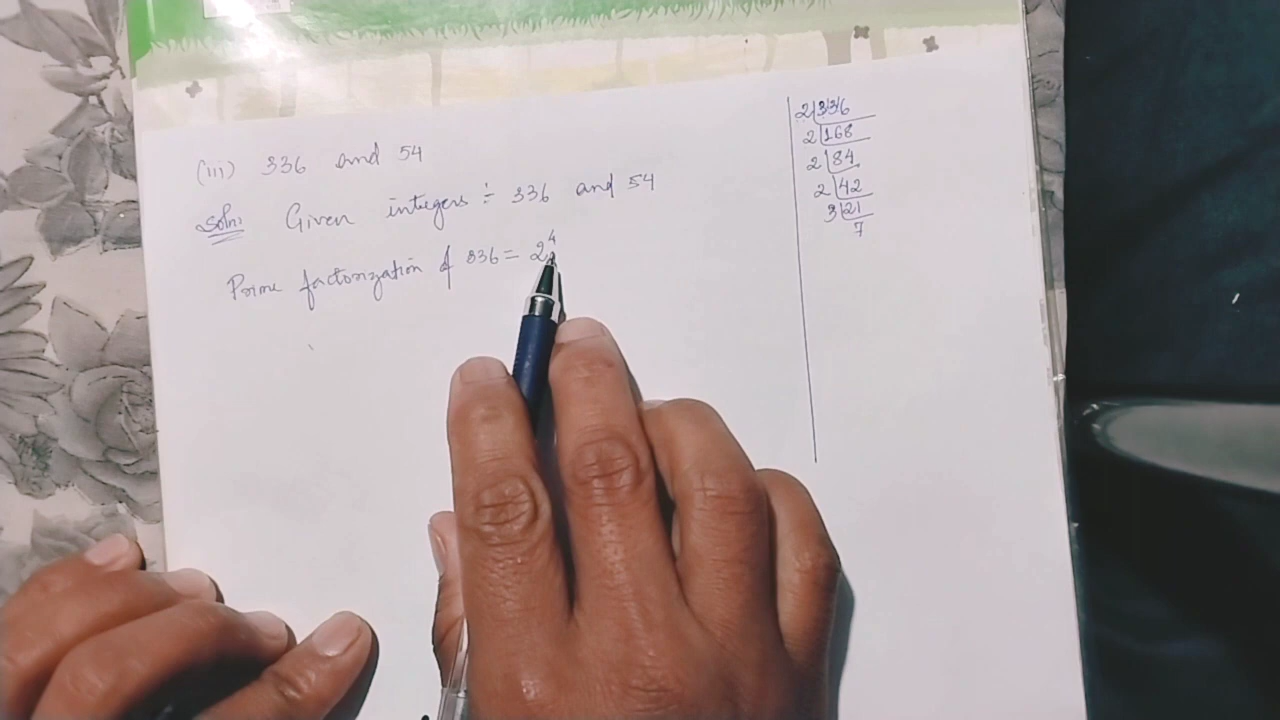 (iii) 336 and 54
Soln: Given integers ÷ 336 and 54
Prime factorization of 336 = 2⁴
2|336
2|168
2|84
2|42
3|21
7